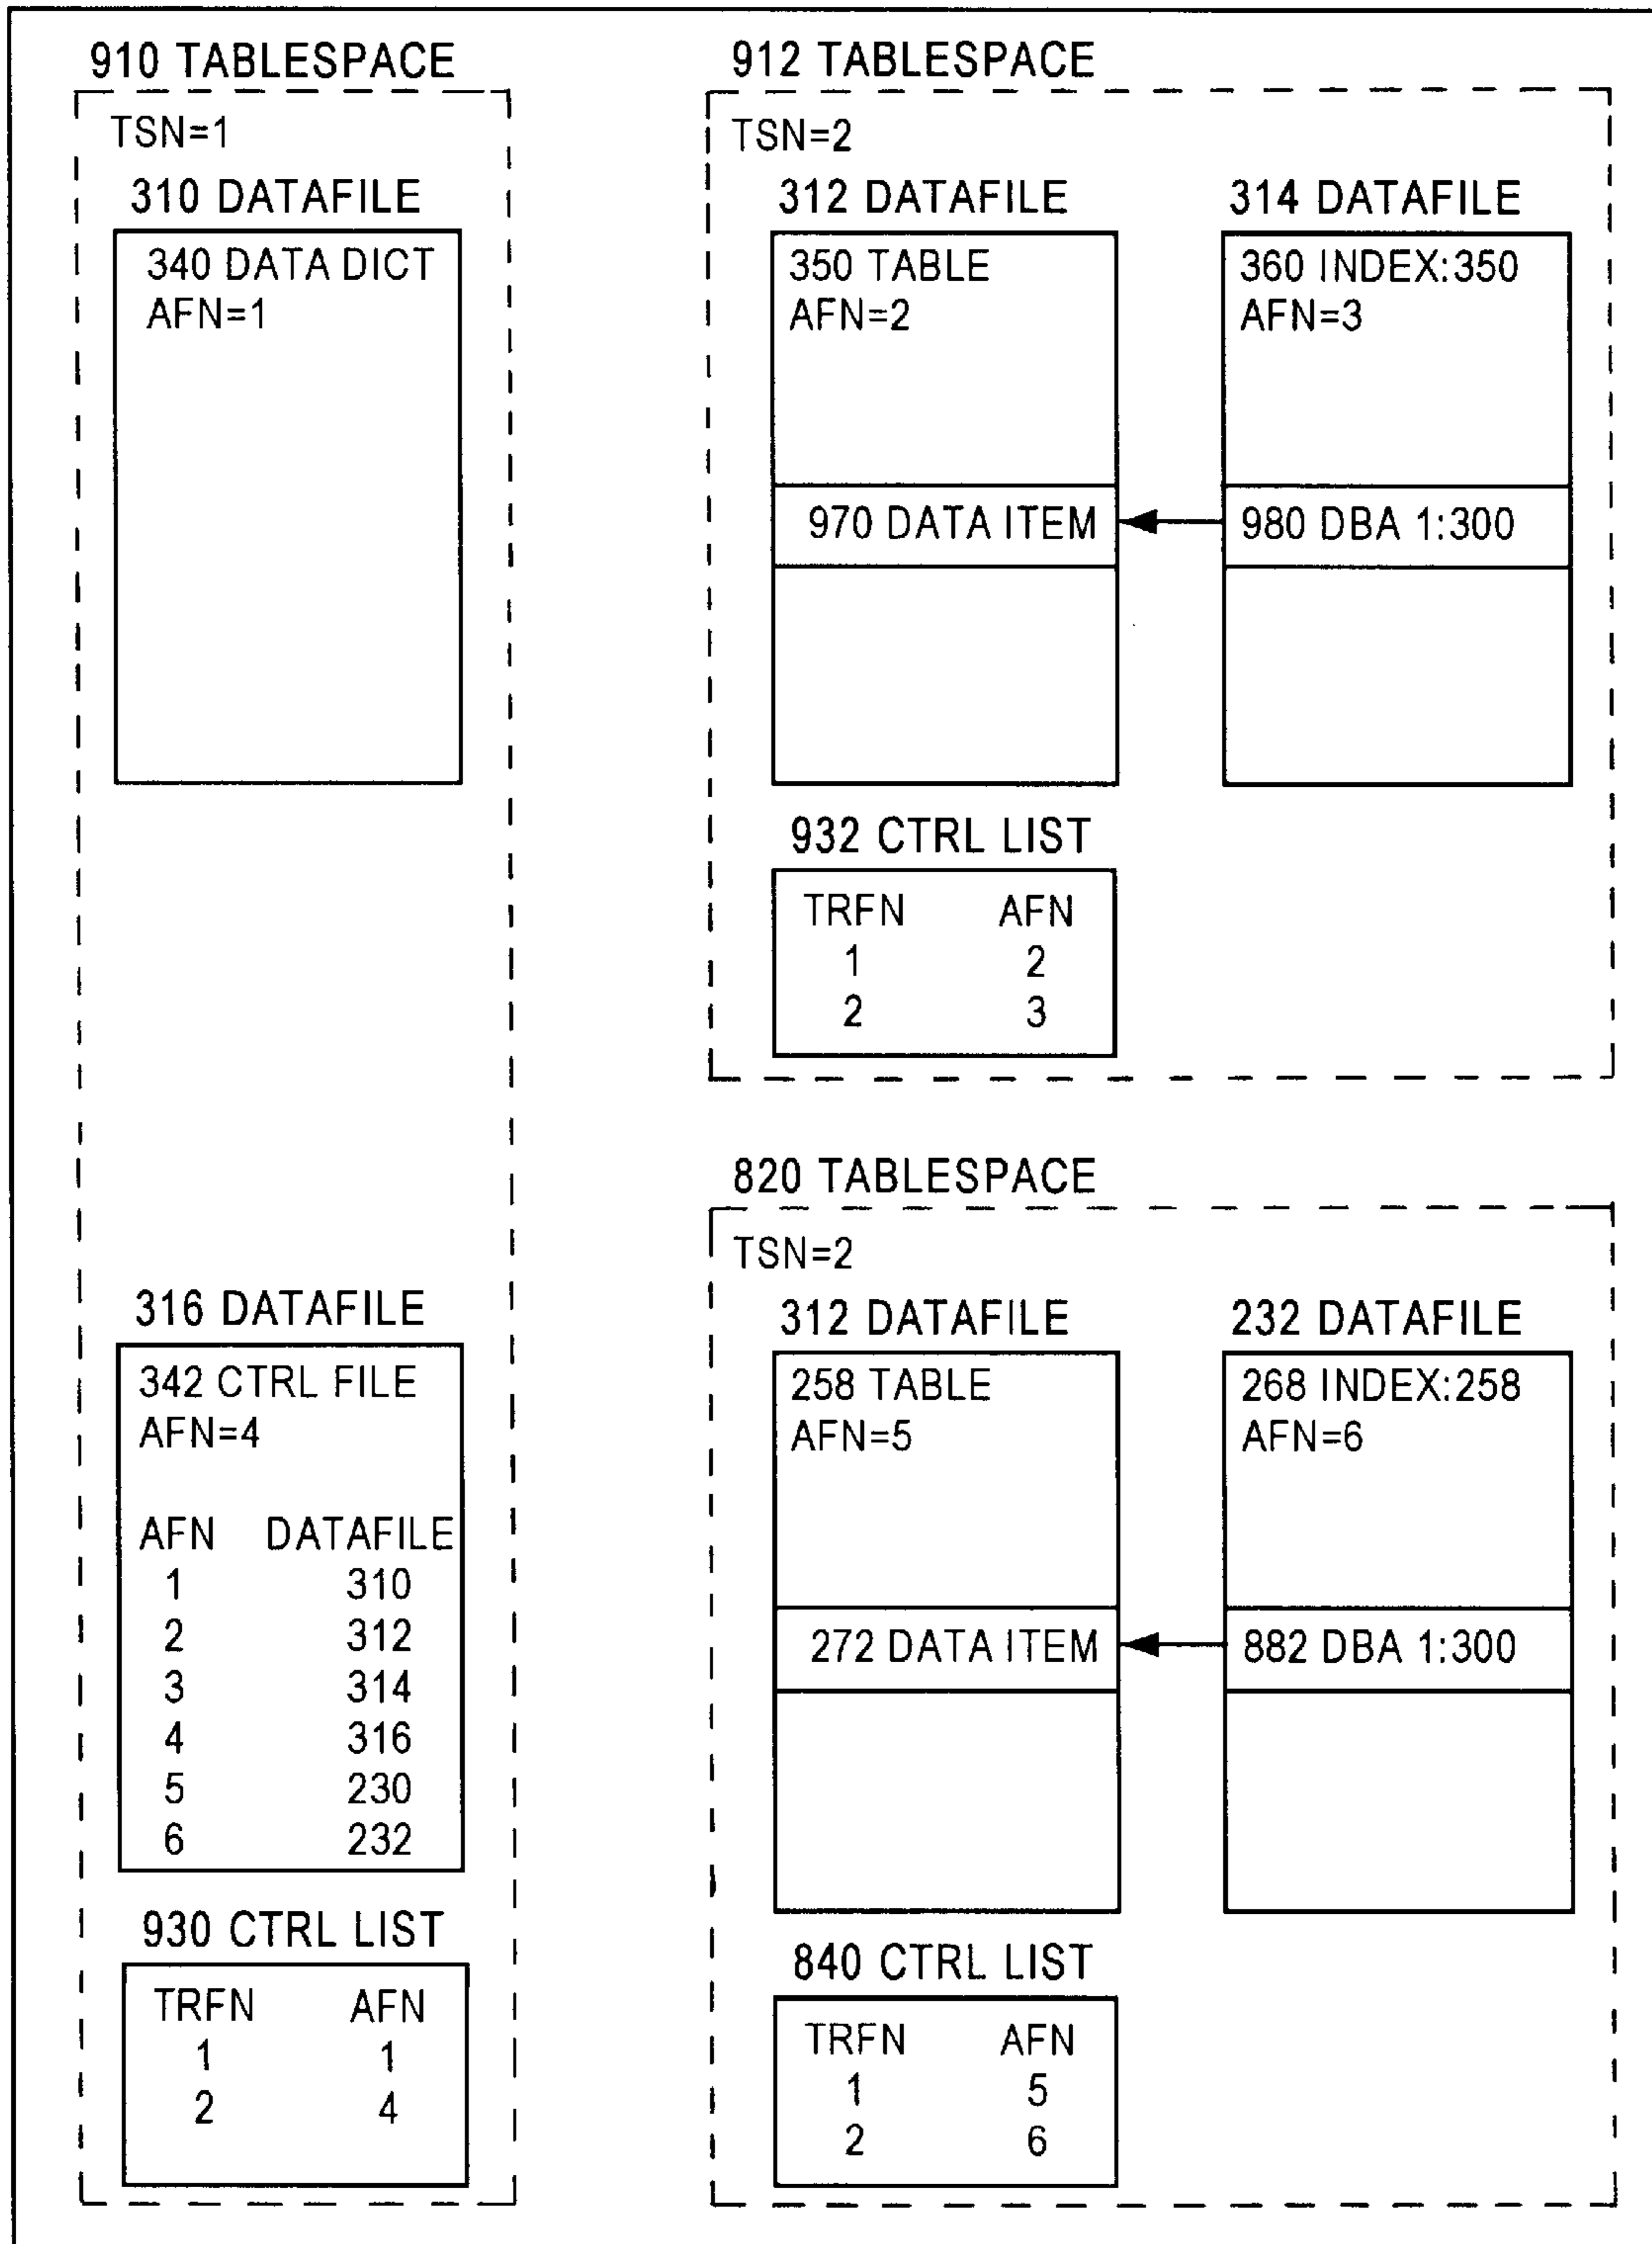 910 TABLESPACE
TSN=1
310 DATAFILE
340 DATA DICT
AFN=1
316 DATAFILE
342 CTRL FILE
AFN=4
AFN DATAFILE
1 310
2 312
3 314
4 316
5 230
6 232
930 CTRL LIST
TRFN AFN
1 1
2 4
912 TABLESPACE
TSN=2
312 DATAFILE
350 TABLE
AFN=2
970 DATA ITEM
314 DATAFILE
360 INDEX:350
AFN=3
980 DBA 1:300
932 CTRL LIST
TRFN AFN
1 2
2 3
820 TABLESPACE
TSN=2
312 DATAFILE
258 TABLE
AFN=5
272 DATA ITEM
232 DATAFILE
268 INDEX:258
AFN=6
882 DBA 1:300
840 CTRL LIST
TRFN AFN
1 5
2 6